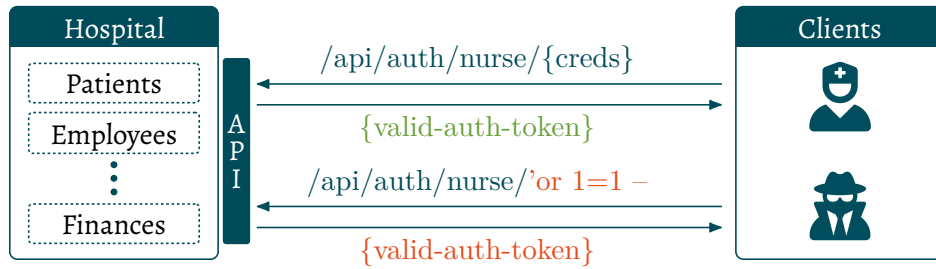 Hospital
Patients
Employees
Finances
API
/api/auth/nurse/{creds}
{valid-auth-token}
/api/auth/nurse/’or 1=1 –
{valid-auth-token}
Clients